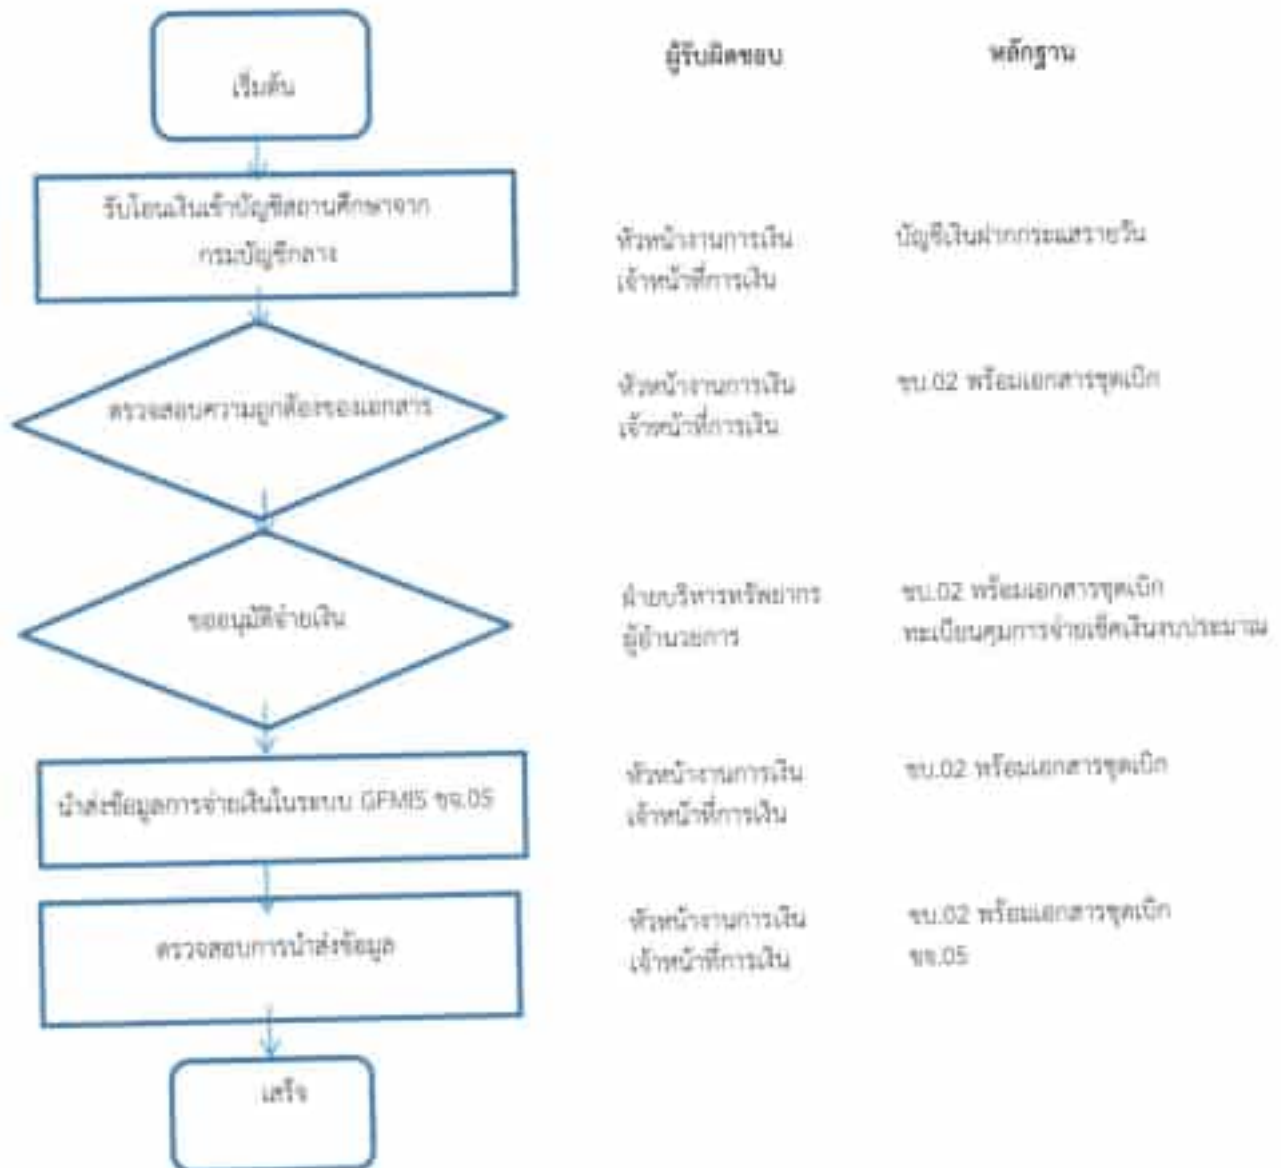 ผู้รับผิดชอบ
หลักฐาน
เริ่มต้น
รับโอนเงินเข้าบัญชีสถานศึกษาจาก
กรมบัญชีกลาง
หัวหน้างานการเงิน
เจ้าหน้าที่การเงิน
บัญชีเงินฝากกระแสรายวัน
ตรวจสอบความถูกต้องของเอกสาร
หัวหน้างานการเงิน
เจ้าหน้าที่การเงิน
ขบ.02 พร้อมเอกสารชุดเบิก
ขออนุมัติจ่ายเงิน
ฝ่ายบริหารทรัพยากร
ผู้อำนวยการ
ขบ.02 พร้อมเอกสารชุดเบิก
ทะเบียนคุมการจ่ายเช็คเงินงบประมาณ
นำส่งข้อมูลการจ่ายเงินในระบบ GFMIS ขจ.05
หัวหน้างานการเงิน
เจ้าหน้าที่การเงิน
ขบ.02 พร้อมเอกสารชุดเบิก
ตรวจสอบการนำส่งข้อมูล
หัวหน้างานการเงิน
เจ้าหน้าที่การเงิน
ขบ.02 พร้อมเอกสารชุดเบิก
ขจ.05
เสร็จ